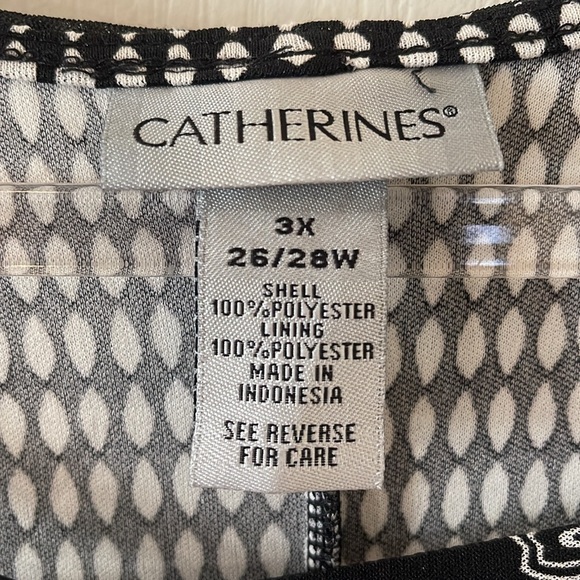 CATHERINES®
3X
26/28W
SHELL
100%POLYESTER
LINING
100%POLYESTER
MADE IN
INDONESIA
SEE REVERSE
FOR CARE